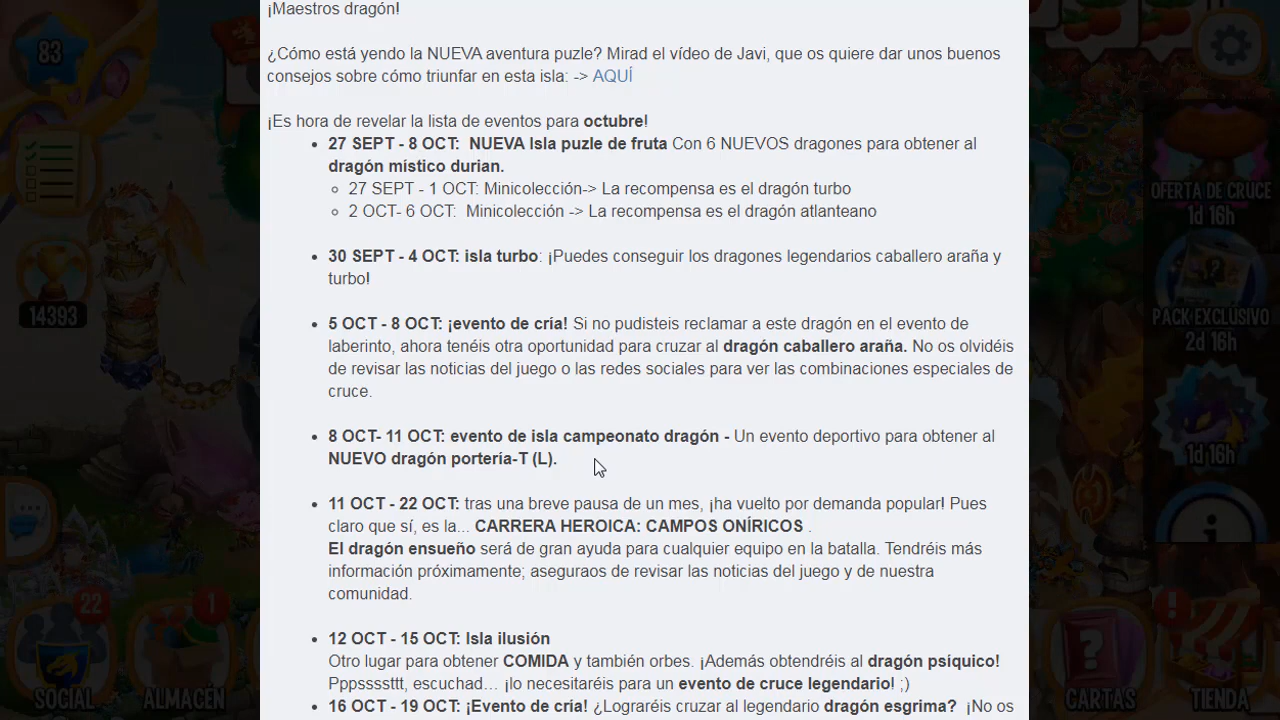 ¡Maestros dragón!
¿Cómo está yendo la NUEVA aventura puzle? Mirad el vídeo de Javi, que os quiere dar unos buenos
consejos sobre cómo triunfar en esta isla: -> AQUÍ
¡Es hora de revelar la lista de eventos para octubre!
27 SEPT - 8 OCT: NUEVA Isla puzle de fruta Con 6 NUEVOS dragones para obtener al
dragón místico durian.
27 SEPT - 1 OCT: Minicolección-> La recompensa es el dragón turbo
2 OCT- 6 OCT: Minicolección -> La recompensa es el dragón atlanteano
30 SEPT - 4 OCT: isla turbo: ¡Puedes conseguir los dragones legendarios caballero araña y
turbo!
5 OCT - 8 OCT: ¡evento de cría! Si no pudisteis reclamar a este dragón en el evento de
laberinto, ahora tenéis otra oportunidad para cruzar al dragón caballero araña. No os olvidéis
de revisar las noticias del juego o las redes sociales para ver las combinaciones especiales de
cruce.
8 OCT- 11 OCT: evento de isla campeonato dragón - Un evento deportivo para obtener al
NUEVO dragón portería-T (L).
11 OCT - 22 OCT: tras una breve pausa de un mes, ¡ha vuelto por demanda popular! Pues
claro que sí, es la... CARRERA HEROICA: CAMPOS ONÍRICOS .
El dragón ensueño será de gran ayuda para cualquier equipo en la batalla. Tendréis más
información próximamente; aseguraos de revisar las noticias del juego y de nuestra
comunidad.
12 OCT - 15 OCT: Isla ilusión
Otro lugar para obtener COMIDA y también orbes. ¡Además obtendréis al dragón psíquico!
Pppssssttt, escuchad... ¡lo necesitaréis para un evento de cruce legendario! ;)
16 OCT - 19 OCT: ¡Evento de cría! ¿Lograréis cruzar al legendario dragón esgrima? ¡No os
83
14393
22
SOCIAL
1
ALMACÉN
OFERTA DE CRUCE
1d 16h
PACK EXCLUSIVO
2d 16h
1d 16h
CARTAS
TIENDA